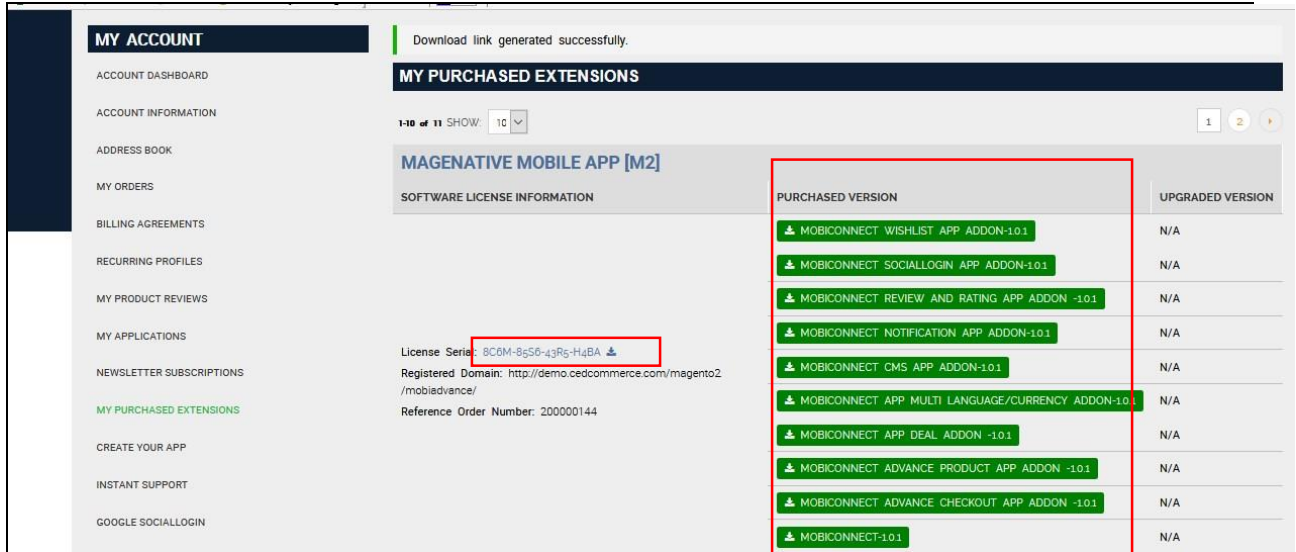 MY ACCOUNT
ACCOUNT DASHBOARD
ACCOUNT INFORMATION
ADDRESS BOOK
MY ORDERS
BILLING AGREEMENTS
RECURRING PROFILES
MY PRODUCT REVIEWS
MY APPLICATIONS
NEWSLETTER SUBSCRIPTIONS
MY PURCHASED EXTENSIONS
CREATE YOUR APP
INSTANT SUPPORT
GOOGLE SOCIALLOGIN
Download link generated successfully.
MY PURCHASED EXTENSIONS
1-10 of 11 SHOW: 10
1 2
MAGENATIVE MOBILE APP [M2]
SOFTWARE LICENSE INFORMATION PURCHASED VERSION UPGRADED VERSION
License Serial: 8C6M-85S6-43R5-H4BA
Registered Domain: http://demo.cedcommerce.com/magento2
/mobiadvance/
Reference Order Number: 200000144
MOBICONNECT WISHLIST APP ADDON-1.0.1 N/A
MOBICONNECT SOCIALLOGIN APP ADDON-1.0.1 N/A
MOBICONNECT REVIEW AND RATING APP ADDON -1.0.1 N/A
MOBICONNECT NOTIFICATION APP ADDON-1.0.1 N/A
MOBICONNECT CMS APP ADDON-1.0.1 N/A
MOBICONNECT APP MULTI LANGUAGE/CURRENCY ADDON-1.0.1 N/A
MOBICONNECT APP DEAL ADDON -1.0.1 N/A
MOBICONNECT ADVANCE PRODUCT APP ADDON -1.0.1 N/A
MOBICONNECT ADVANCE CHECKOUT APP ADDON -1.0.1 N/A
MOBICONNECT-1.0.1 N/A